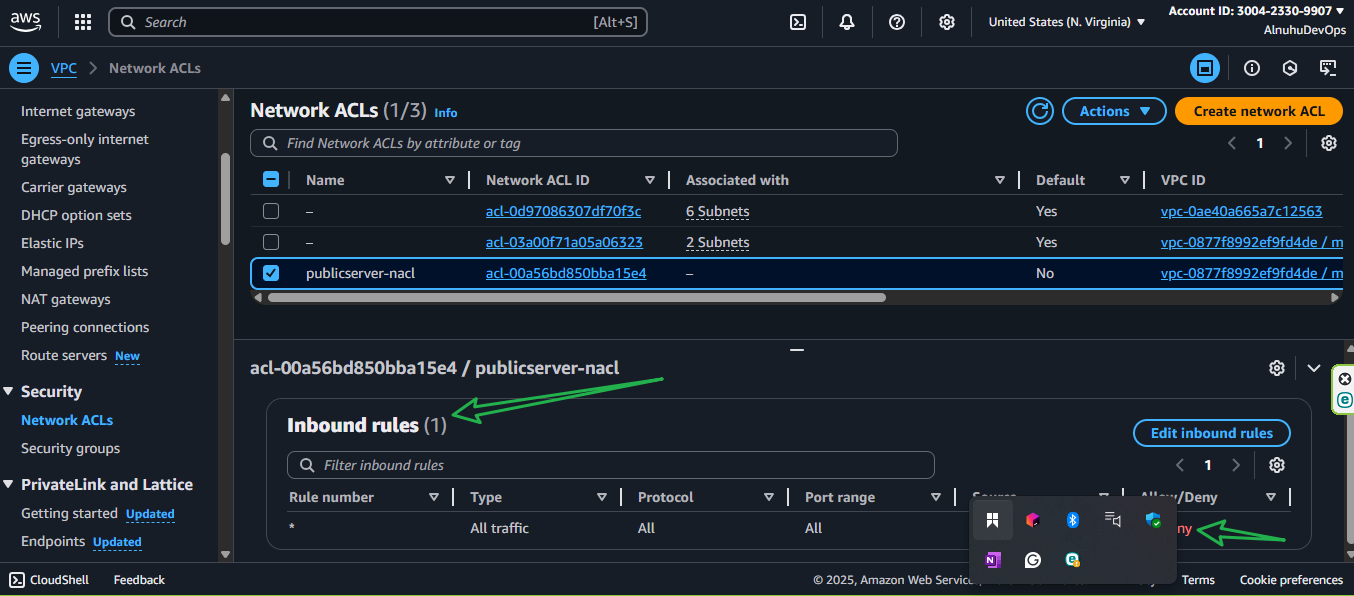 aws
Search [Alt+S]
United States (N. Virginia)
Account ID: 3004-2330-9907
AlnuhuDevOps
VPC > Network ACLs
Internet gateways
Egress-only internet
gateways
Carrier gateways
DHCP option sets
Elastic IPs
Managed prefix lists
NAT gateways
Peering connections
Route servers New
Security
Network ACLs
Security groups
PrivateLink and Lattice
Getting started Updated
Endpoints Updated
Network ACLs (1/3) Info
Actions
Create network ACL
Find Network ACLs by attribute or tag
1
Name Network ACL ID Associated with Default VPC ID
– acl-0d97086307df70f3c 6 Subnets Yes vpc-0ae40a665a7c12563
– acl-03a00f71a05a06323 2 Subnets Yes vpc-0877f8992ef9fd4de / m
publicserver-nacl acl-00a56bd850bba15e4 – No vpc-0877f8992ef9fd4de / m
acl-00a56bd850bba15e4 / publicserver-nacl
Inbound rules (1)
Edit inbound rules
Filter inbound rules
1
Rule number Type Protocol Port range Source Allow/Deny
* All traffic All All ny
CloudShell Feedback
© 2025, Amazon Web Servic
Terms Cookie preferences